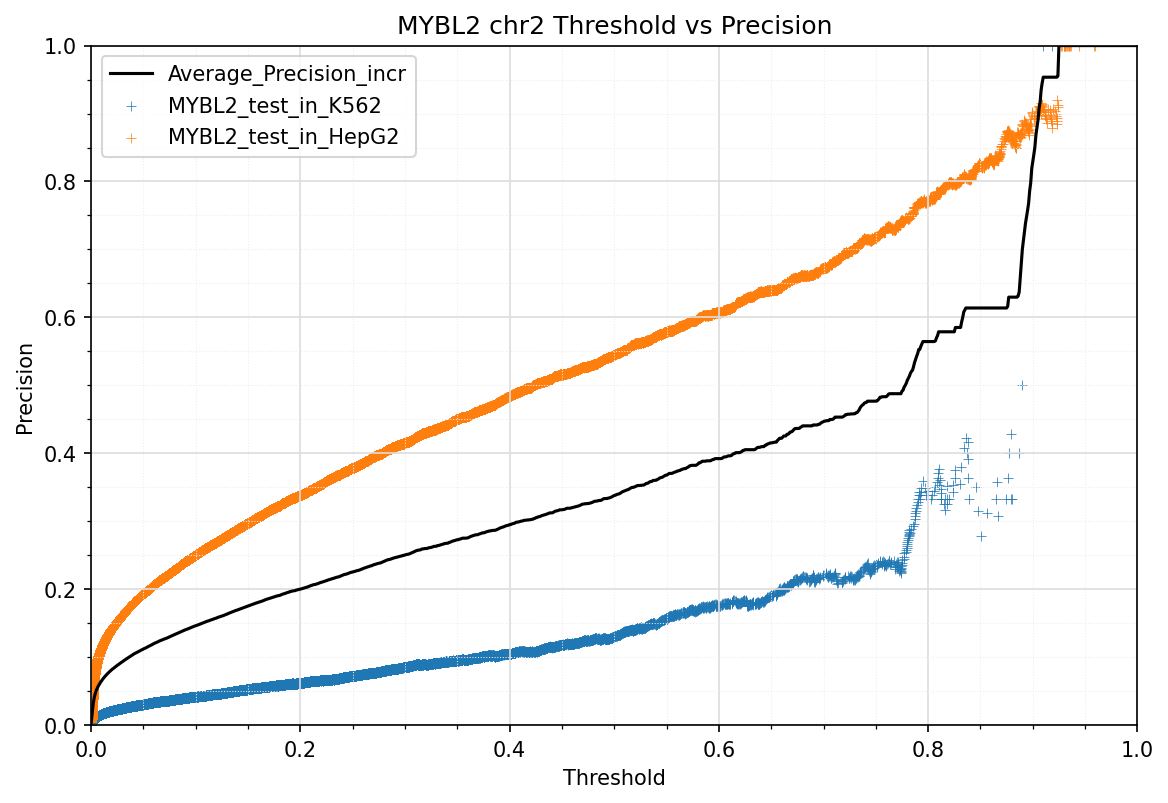 MYBL2 chr2 Threshold vs Precision
Average_Precision_incr
MYBL2_test_in_K562
MYBL2_test_in_HepG2
1.0
0.8
0.6
0.4
0.2
0.0
Precision
0.0 0.2 0.4 0.6 0.8 1.0
Threshold